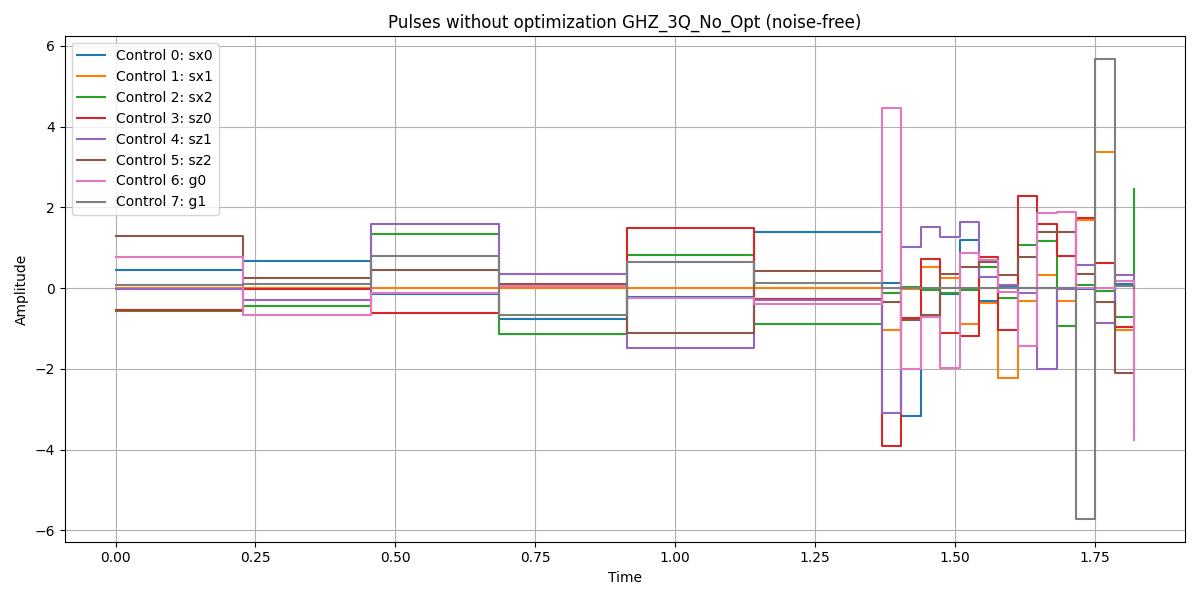 Pulses without optimization GHZ_3Q_No_Opt (noise-free)
6
4
2
0
−2
−4
−6
Amplitude
Control 0: sx0
Control 1: sx1
Control 2: sx2
Control 3: sz0
Control 4: sz1
Control 5: sz2
Control 6: g0
Control 7: g1
0.00 0.25 0.50 0.75 1.00 1.25 1.50 1.75
Time